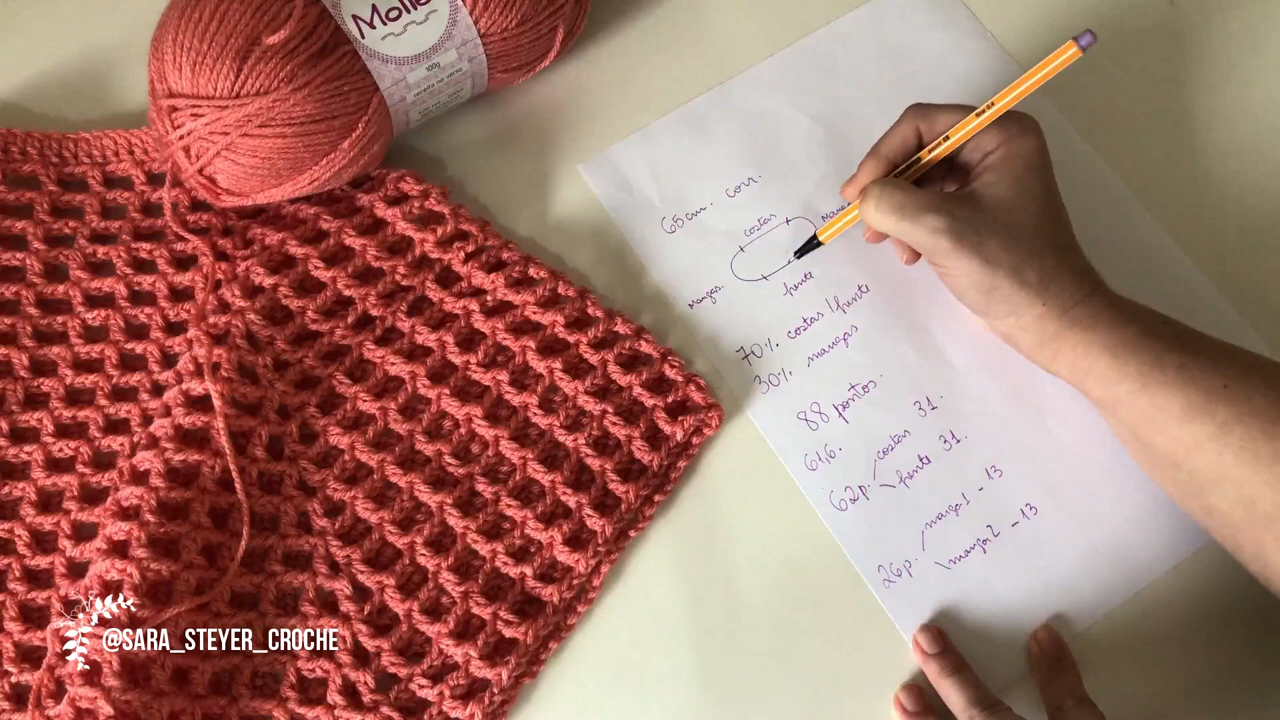 Molle
100g
receita no verso
65cm. corr.
costas
mangas.
frente
70% costas/frente
30% mangas
88 pontos.
61,6.
62p. costas 31.
frente 31.
26p. manga1 - 13
manga2 - 13
@SARA_STEYER_CROCHE